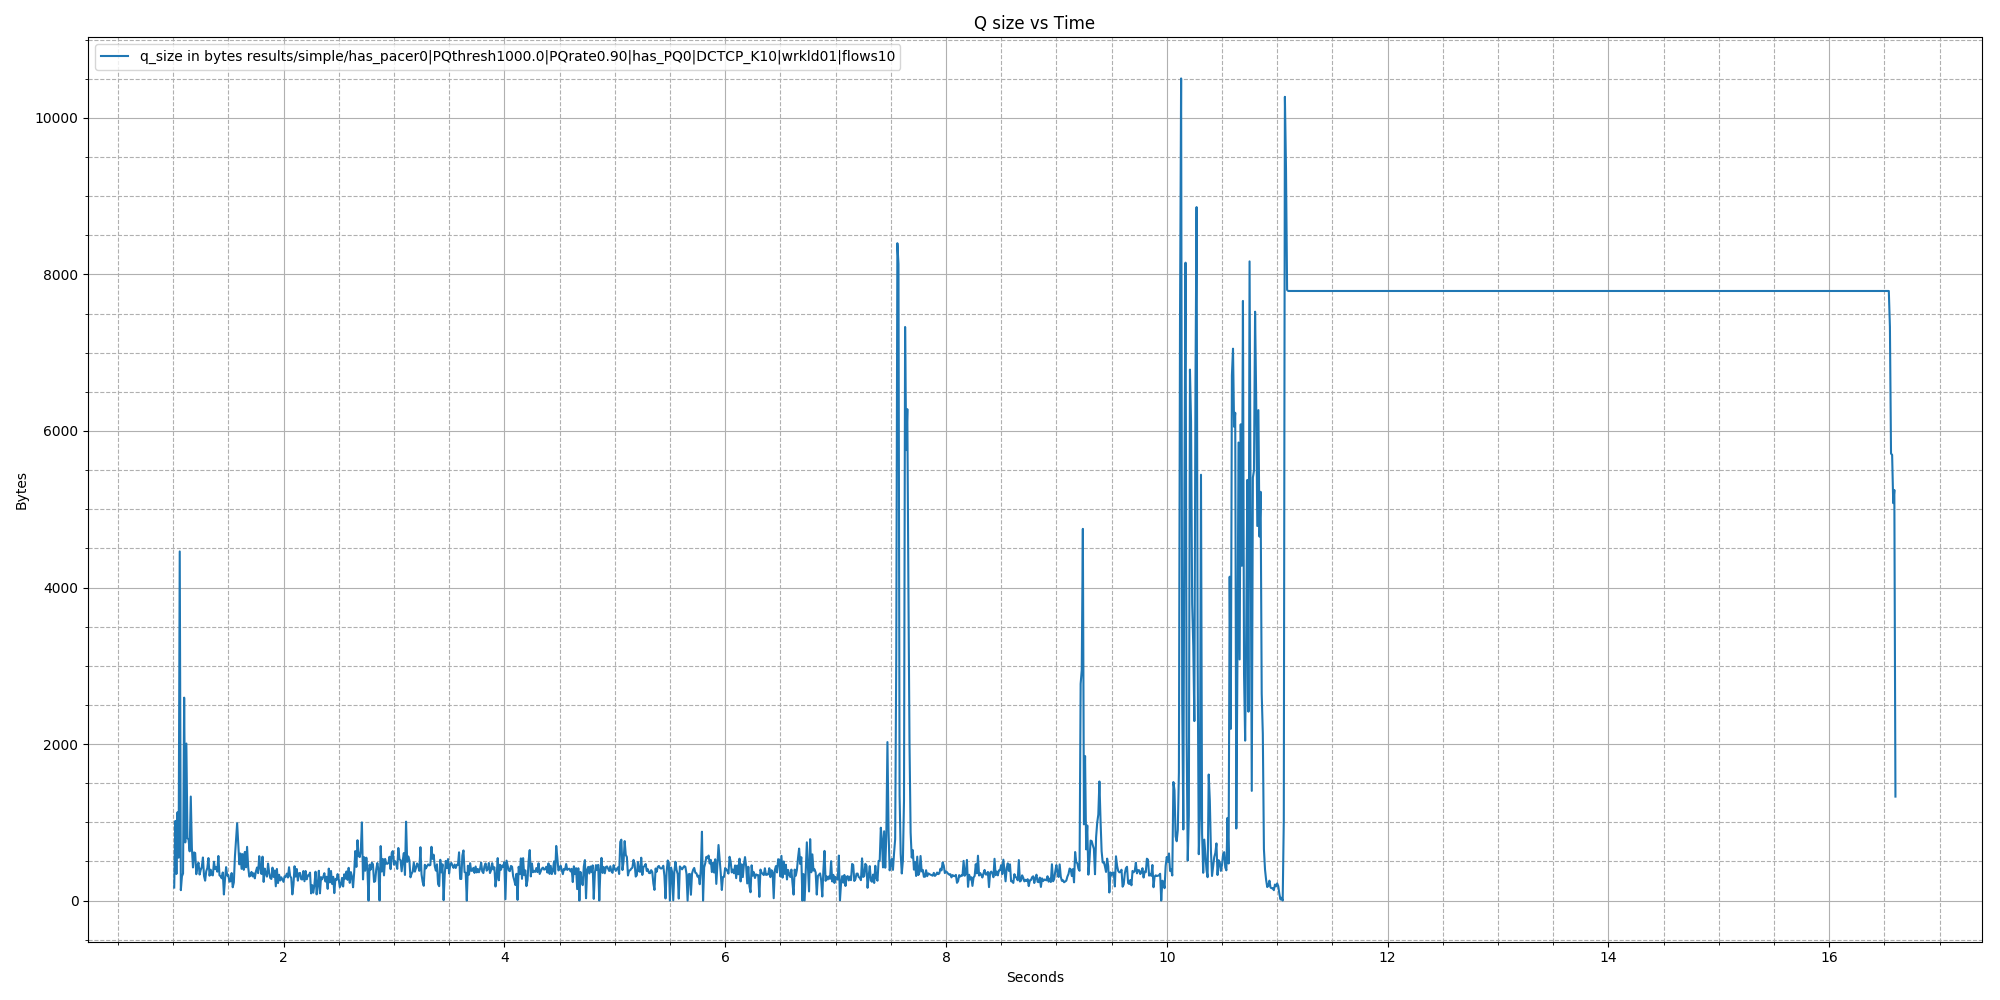 Q size vs Time
q_size in bytes results/simple/has_pacer0|PQthresh1000.0|PQrate0.90|has_PQ0|DCTCP_K10|wrkld01|flows10
10000
8000
6000
4000
2000
0
Bytes
2 4 6 8 10 12 14 16
Seconds